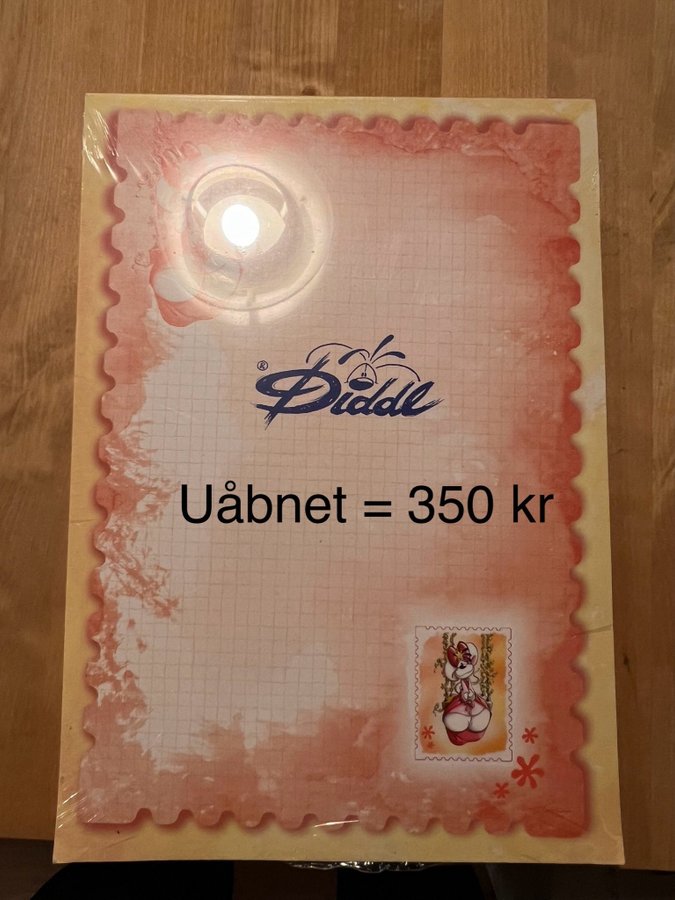 ® Diddl
Uåbnet = 350 kr